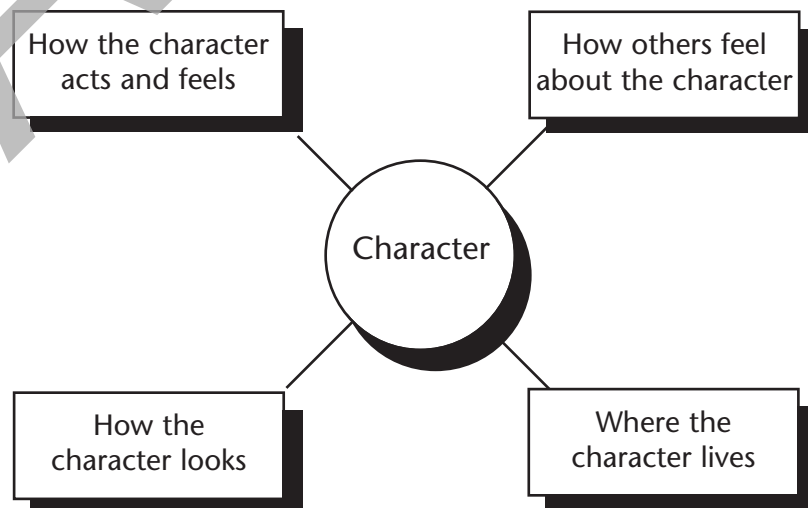 How the character
acts and feels
How others feel
about the character
Character
How the
character looks
Where the
character lives